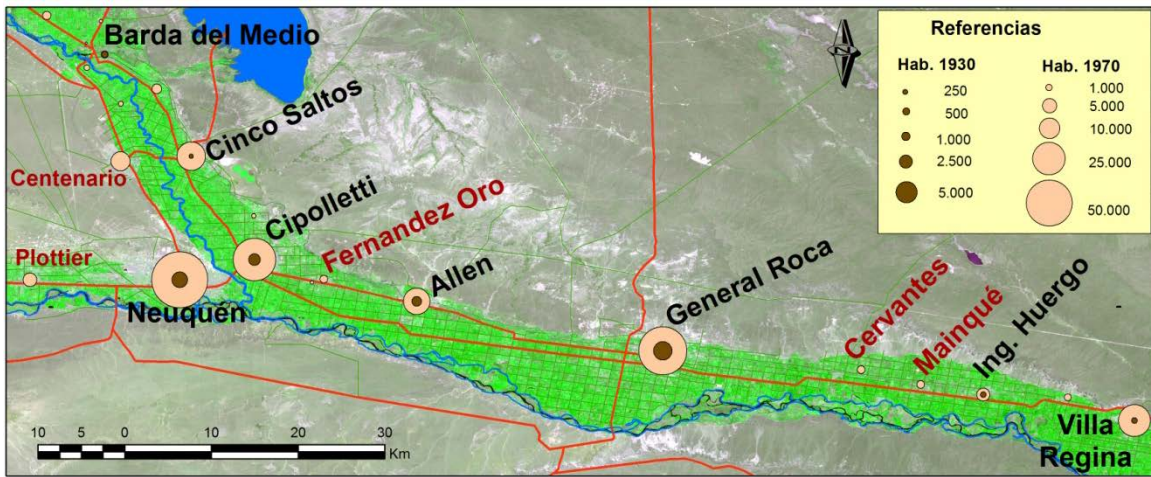 Barda del Medio
Cinco Saltos
Centenario
Cipolletti
Fernandez Oro
Plottier
Neuquén
Allen
General Roca
Cervantes
Mainqué
Ing. Huergo
Villa
Regina
Referencias
Hab. 1930
Hab. 1970
250
1.000
500
5.000
1.000
10.000
2.500
25.000
5.000
50.000
10 5 0 10 20 30
Km